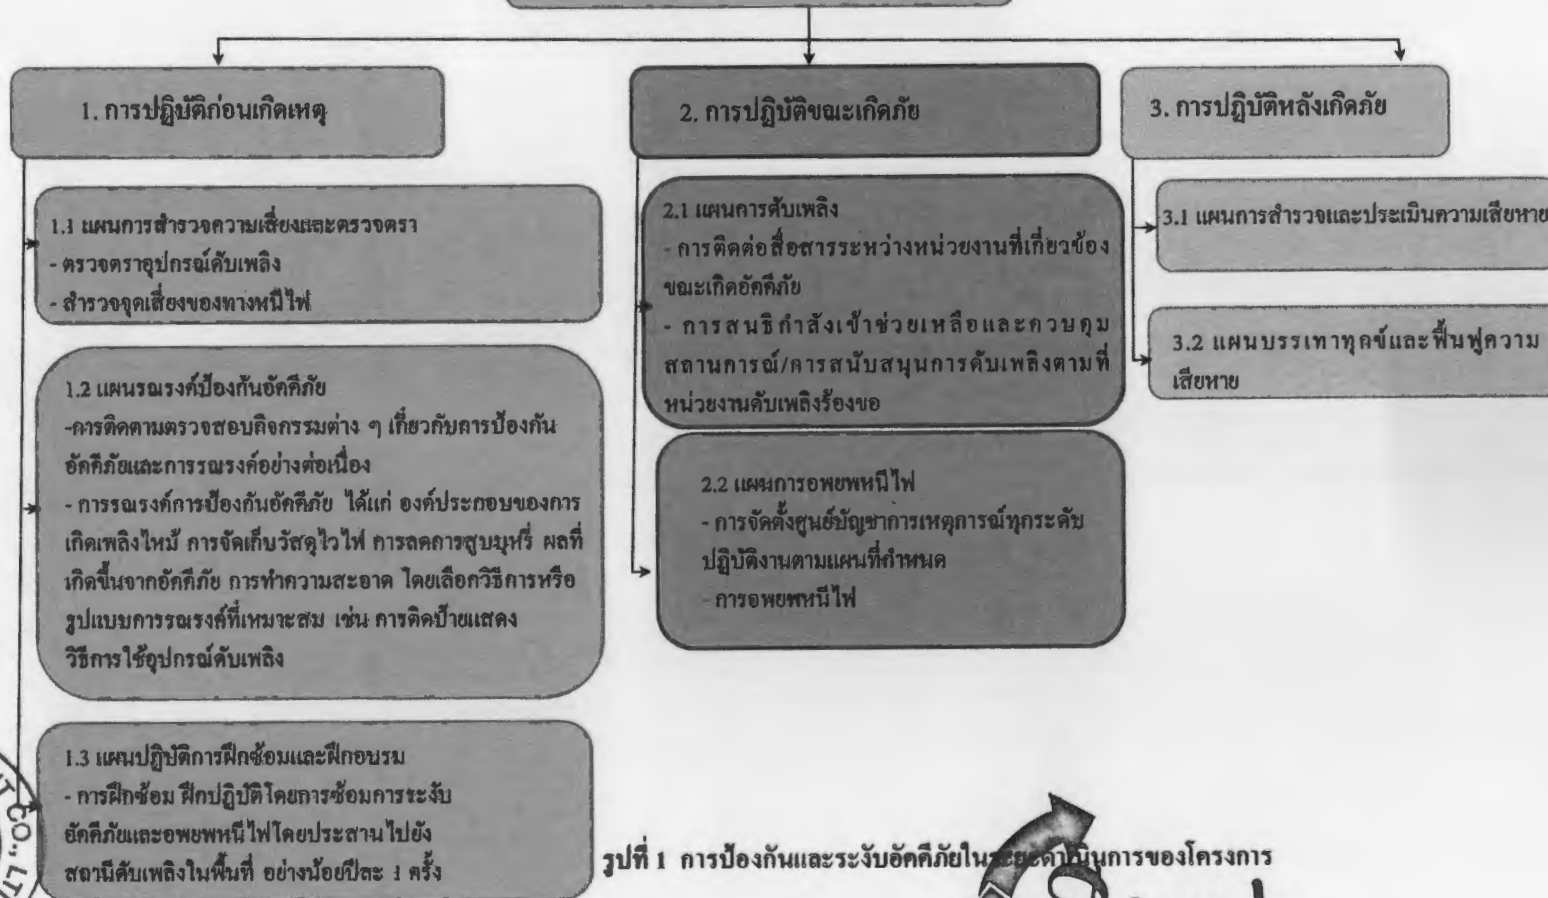 1. การปฏิบัติก่อนเกิดเหตุ
1.1 แผนการสำรวจความเสี่ยงและตรวจตรา
- ตรวจตราอุปกรณ์ดับเพลิง
- สำรวจจุดเสี่ยงของทางหนีไฟ
1.2 แผนรณรงค์ป้องกันอัคคีภัย
-การติดตามตรวจสอบกิจกรรมต่าง ๆ เกี่ยวกับการป้องกัน
อัคคีภัยและการรณรงค์อย่างต่อเนื่อง
- การรณรงค์การป้องกันอัคคีภัย ได้แก่ องค์ประกอบของการ
เกิดเพลิงไหม้ การจัดเก็บวัสดุไวไฟ การลดการสูบบุหรี่ ผลที่
เกิดขึ้นจากอัคคีภัย การทำความสะอาด โดยเลือกวิธีการหรือ
รูปแบบการรณรงค์ที่เหมาะสม เช่น การติดป้ายแสดง
วิธีการใช้อุปกรณ์ดับเพลิง
1.3 แผนปฏิบัติการฝึกซ้อมและฝึกอบรม
- การฝึกซ้อม ฝึกปฏิบัติโดยการซ้อมการระงับ
อัคคีภัยและอพยพหนีไฟโดยประสานไปยัง
สถานีดับเพลิงในพื้นที่ อย่างน้อยปีละ 1 ครั้ง
2. การปฏิบัติขณะเกิดภัย
2.1 แผนการดับเพลิง
- การติดต่อสื่อสารระหว่างหน่วยงานที่เกี่ยวข้อง
ขณะเกิดอัคคีภัย
- การสนธิกำลังเข้าช่วยเหลือและควบคุม
สถานการณ์/การสนับสนุนการดับเพลิงตามที่
หน่วยงานดับเพลิงร้องขอ
2.2 แผนการอพยพหนีไฟ
- การจัดตั้งศูนย์บัญชาการเหตุการณ์ทุกระดับ
ปฏิบัติงานตามแผนที่กำหนด
- การอพยพหนีไฟ
3. การปฏิบัติหลังเกิดภัย
3.1 แผนการสำรวจและประเมินความเสียหาย
3.2 แผนบรรเทาทุกข์และฟื้นฟูความ
เสียหาย
รูปที่ 1 การป้องกันและระงับอัคคีภัยในระยะดำเนินการของโครงการ
CO., LT